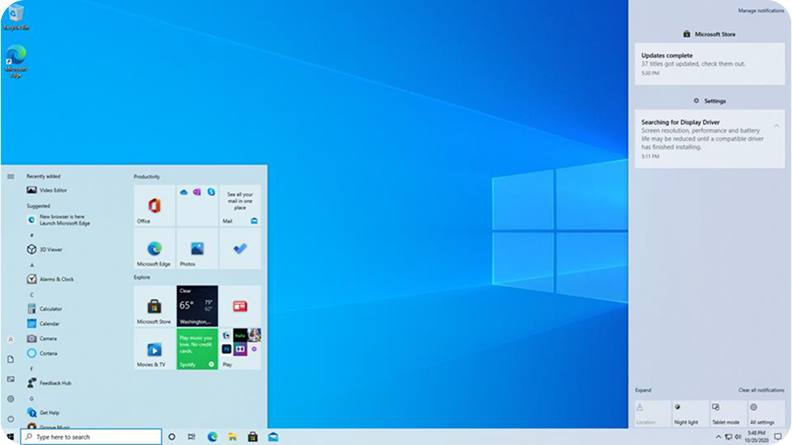 Recycle Bin
Microsoft
Edge
Recently added
Video Editor
Suggested
New browser is here
Launch Microsoft Edge
#
3D Viewer
A
Alarms & Clock
C
Calculator
Calendar
Camera
Cortana
F
Feedback Hub
G
Get Help
Groove Music
Productivity
Office
See all your
mail in one
place
Mail
Microsoft Edge
Photos
Explore
Microsoft Store
Clear
65°
75°
62°
Washington,...
Movies & TV
Play music you
love. No credit
cards.
Spotify
Play
Type here to search
Manage notifications
Microsoft Store
Updates complete
37 titles got updated, check them out.
5:30 PM
Settings
Searching for Display Driver
Screen resolution, performance and battery
life may be reduced until a compatible driver
has finished installing.
5:11 PM
Expand
Clear all notifications
Location
Night light
Tablet mode
All settings
5:40 PM
10/20/2020